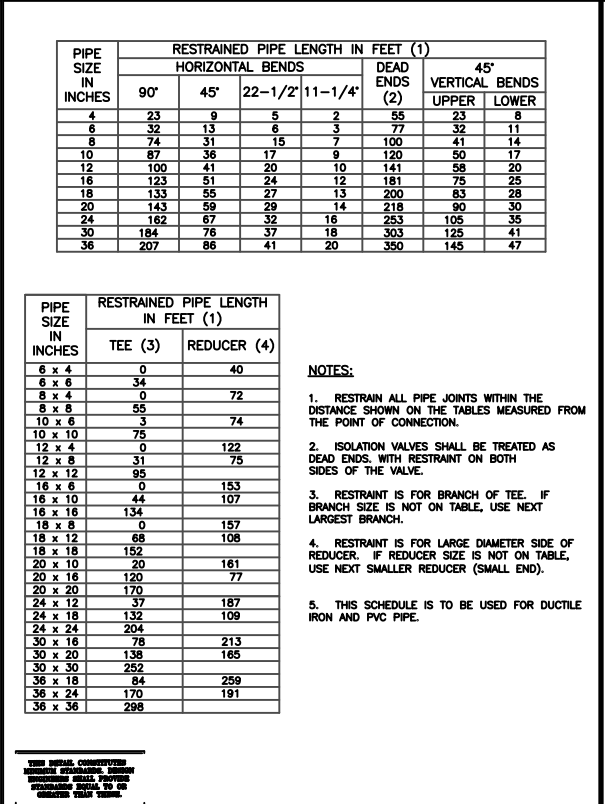 RESTRAINED PIPE LENGTH IN FEET (1)
PIPE SIZE IN INCHES
HORIZONTAL BENDS
DEAD ENDS (2)
45° VERTICAL BENDS
90° 45° 22-1/2° 11-1/4° UPPER LOWER
4 23 9 5 2 55 23 8
6 32 13 6 3 77 32 11
8 74 31 15 7 100 41 14
10 87 36 17 9 120 50 17
12 100 41 20 10 141 58 20
16 123 51 24 12 181 75 25
18 133 55 27 13 200 83 28
20 143 59 29 14 218 90 30
24 162 67 32 16 253 105 35
30 184 76 37 18 303 125 41
36 207 86 41 20 350 145 47
PIPE SIZE IN INCHES
RESTRAINED PIPE LENGTH
IN FEET (1)
TEE (3) REDUCER (4)
6 x 4 0 40
6 x 6 34
8 x 4 0 72
8 x 8 55
10 x 6 3 74
10 x 10 75
12 x 4 0 122
12 x 8 31 75
12 x 12 95
16 x 6 0 153
16 x 10 44 107
16 x 16 134
18 x 8 0 157
18 x 12 68 108
18 x 18 152
20 x 10 20 161
20 x 16 120 77
20 x 20 170
24 x 12 37 187
24 x 18 132 109
24 x 24 204
30 x 16 78 213
30 x 20 138 165
30 x 30 252
36 x 18 84 259
36 x 24 170 191
36 x 36 298
NOTES:
1. RESTRAIN ALL PIPE JOINTS WITHIN THE
DISTANCE SHOWN ON THE TABLES MEASURED FROM
THE POINT OF CONNECTION.
2. ISOLATION VALVES SHALL BE TREATED AS
DEAD ENDS. WITH RESTRAINT ON BOTH
SIDES OF THE VALVE.
3. RESTRAINT IS FOR BRANCH OF TEE. IF
BRANCH SIZE IS NOT ON TABLE, USE NEXT
LARGEST BRANCH.
4. RESTRAINT IS FOR LARGE DIAMETER SIDE OF
REDUCER. IF REDUCER SIZE IS NOT ON TABLE,
USE NEXT SMALLER REDUCER (SMALL END).
5. THIS SCHEDULE IS TO BE USED FOR DUCTILE
IRON AND PVC PIPE.
THIS DETAIL CONSTITUTES
MINIMUM STANDARDS. DESIGN
ENGINEERS SHALL PROVIDE
STANDARDS EQUAL TO OR
GREATER THAN THESE.